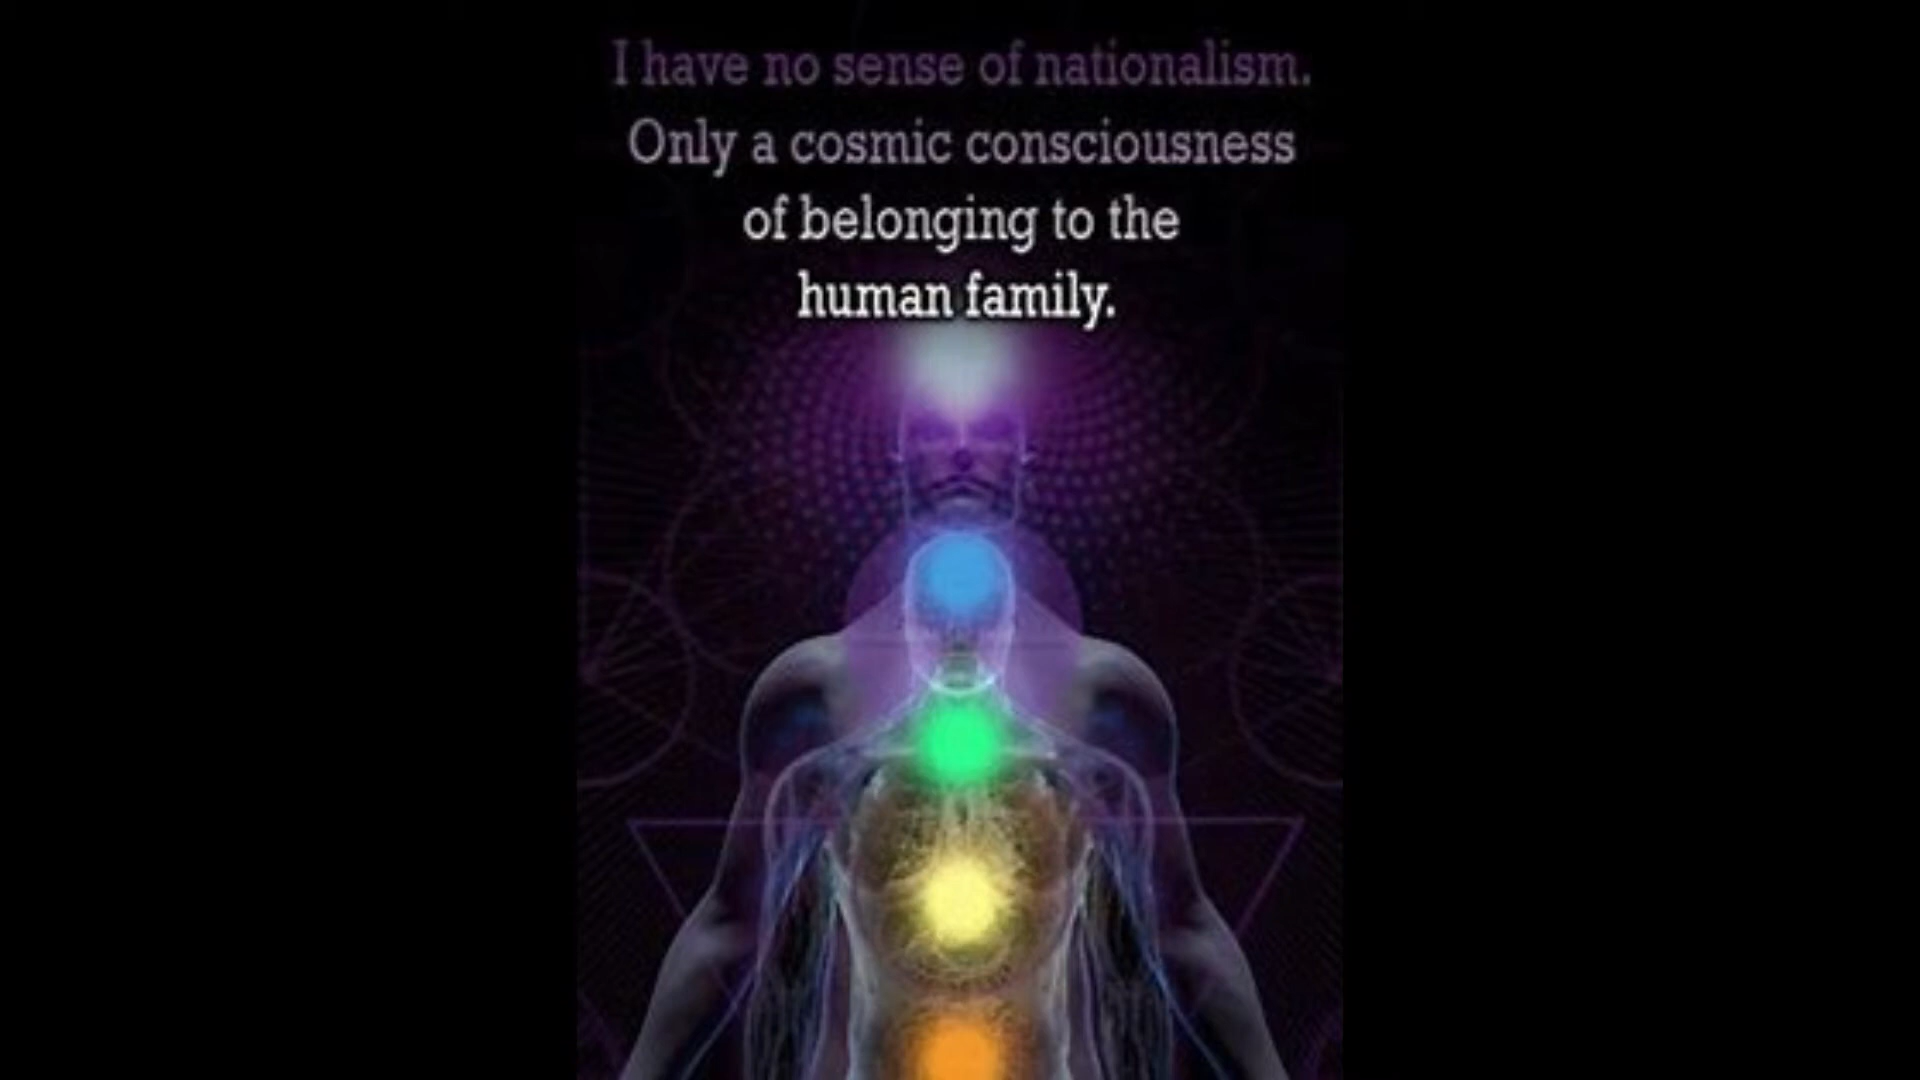 I have no sense of nationalism.
Only a cosmic consciousness
of belonging to the
human family.